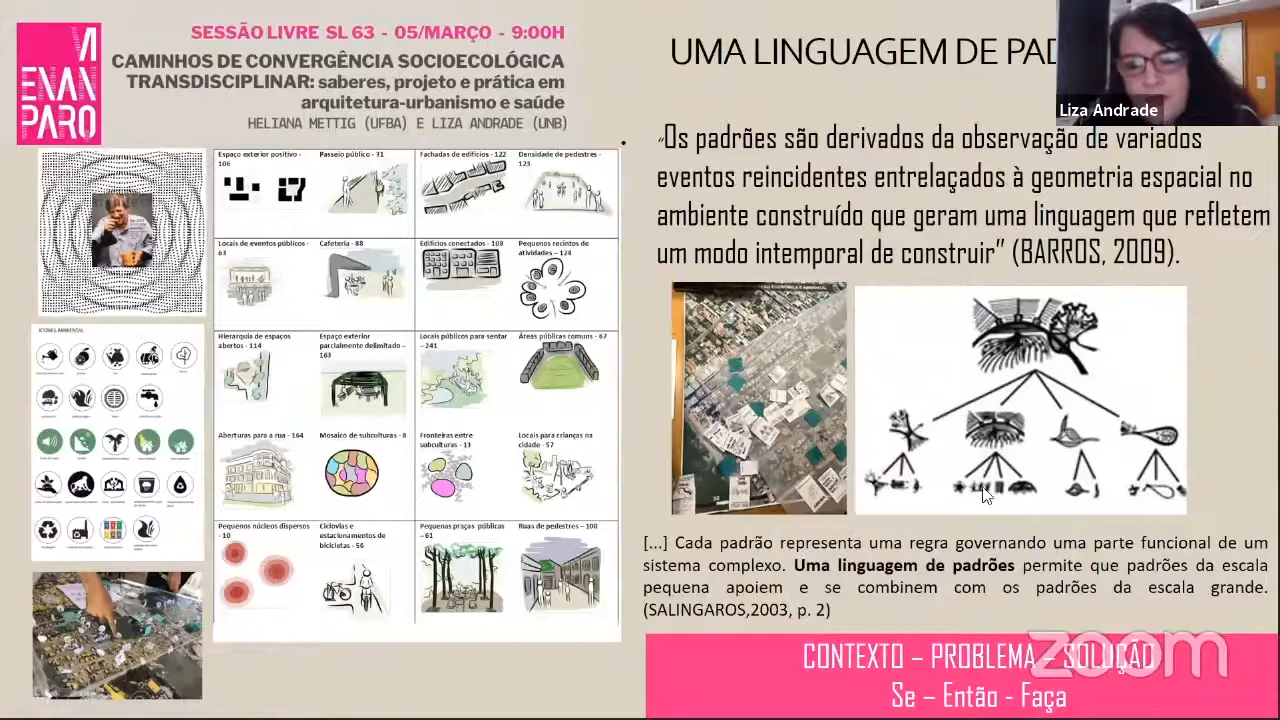 VI
ENAN
PARQ
SESSÃO LIVRE SL 63 - 05/MARÇO - 9:00H
CAMINHOS DE CONVERGÊNCIA SOCIOECOLÓGICA
TRANSDISCIPLINAR: saberes, projeto e prática em
arquitetura-urbanismo e saúde
HELIANA METTIG (UFBA) E LIZA ANDRADE (UNB)
UMA LINGUAGEM DE PAD
Liza Andrade
“Os padrões são derivados da observação de variados
eventos reincidentes entrelaçados à geometria espacial no
ambiente construído que geram uma linguagem que refletem
um modo intemporal de construir” (BARROS, 2009).
Espaço exterior positivo -
106
Passeio público - 31
Fachadas de edifícios - 122
Densidade de pedestres -
123
Locais de eventos públicos -
63
Cafeteria - 88
Edifícios conectados - 108
Pequenos recintos de
atividades – 124
Hierarquia de espaços
abertos - 114
Espaço exterior
parcialmente delimitado –
163
Locais públicos para sentar
– 241
Áreas públicas comuns - 67
Aberturas para a rua - 164
Mosaico de subculturas - 8
Fronteiras entre
subculturas - 13
Locais para crianças na
cidade - 57
Pequenos núcleos dispersos
- 10
Ciclovias e
estacionamentos de
bicicletas - 56
Pequenas praças públicas
– 61
Ruas de pedestres – 100
[...] Cada padrão representa uma regra governando uma parte funcional de um
sistema complexo. Uma linguagem de padrões permite que padrões da escala
pequena apoiem e se combinem com os padrões da escala grande.
(SALINGAROS,2003, p. 2)
CONTEXTO – PROBLEMA – SOLUÇÃO
Se – Então - Faça
zoom